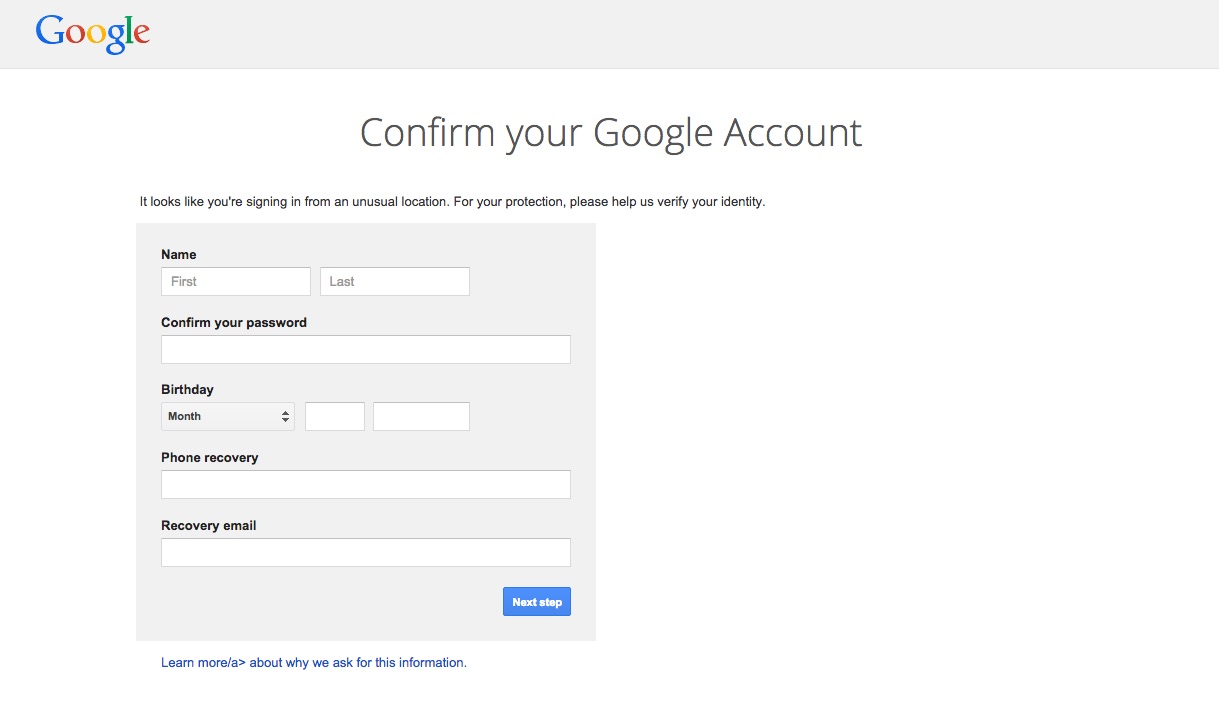 Google
Confirm your Google Account
It looks like you're signing in from an unusual location. For your protection, please help us verify your identity.
Name
First Last
Confirm your password
Birthday
Month
Phone recovery
Recovery email
Next step
Learn more/a> about why we ask for this information.